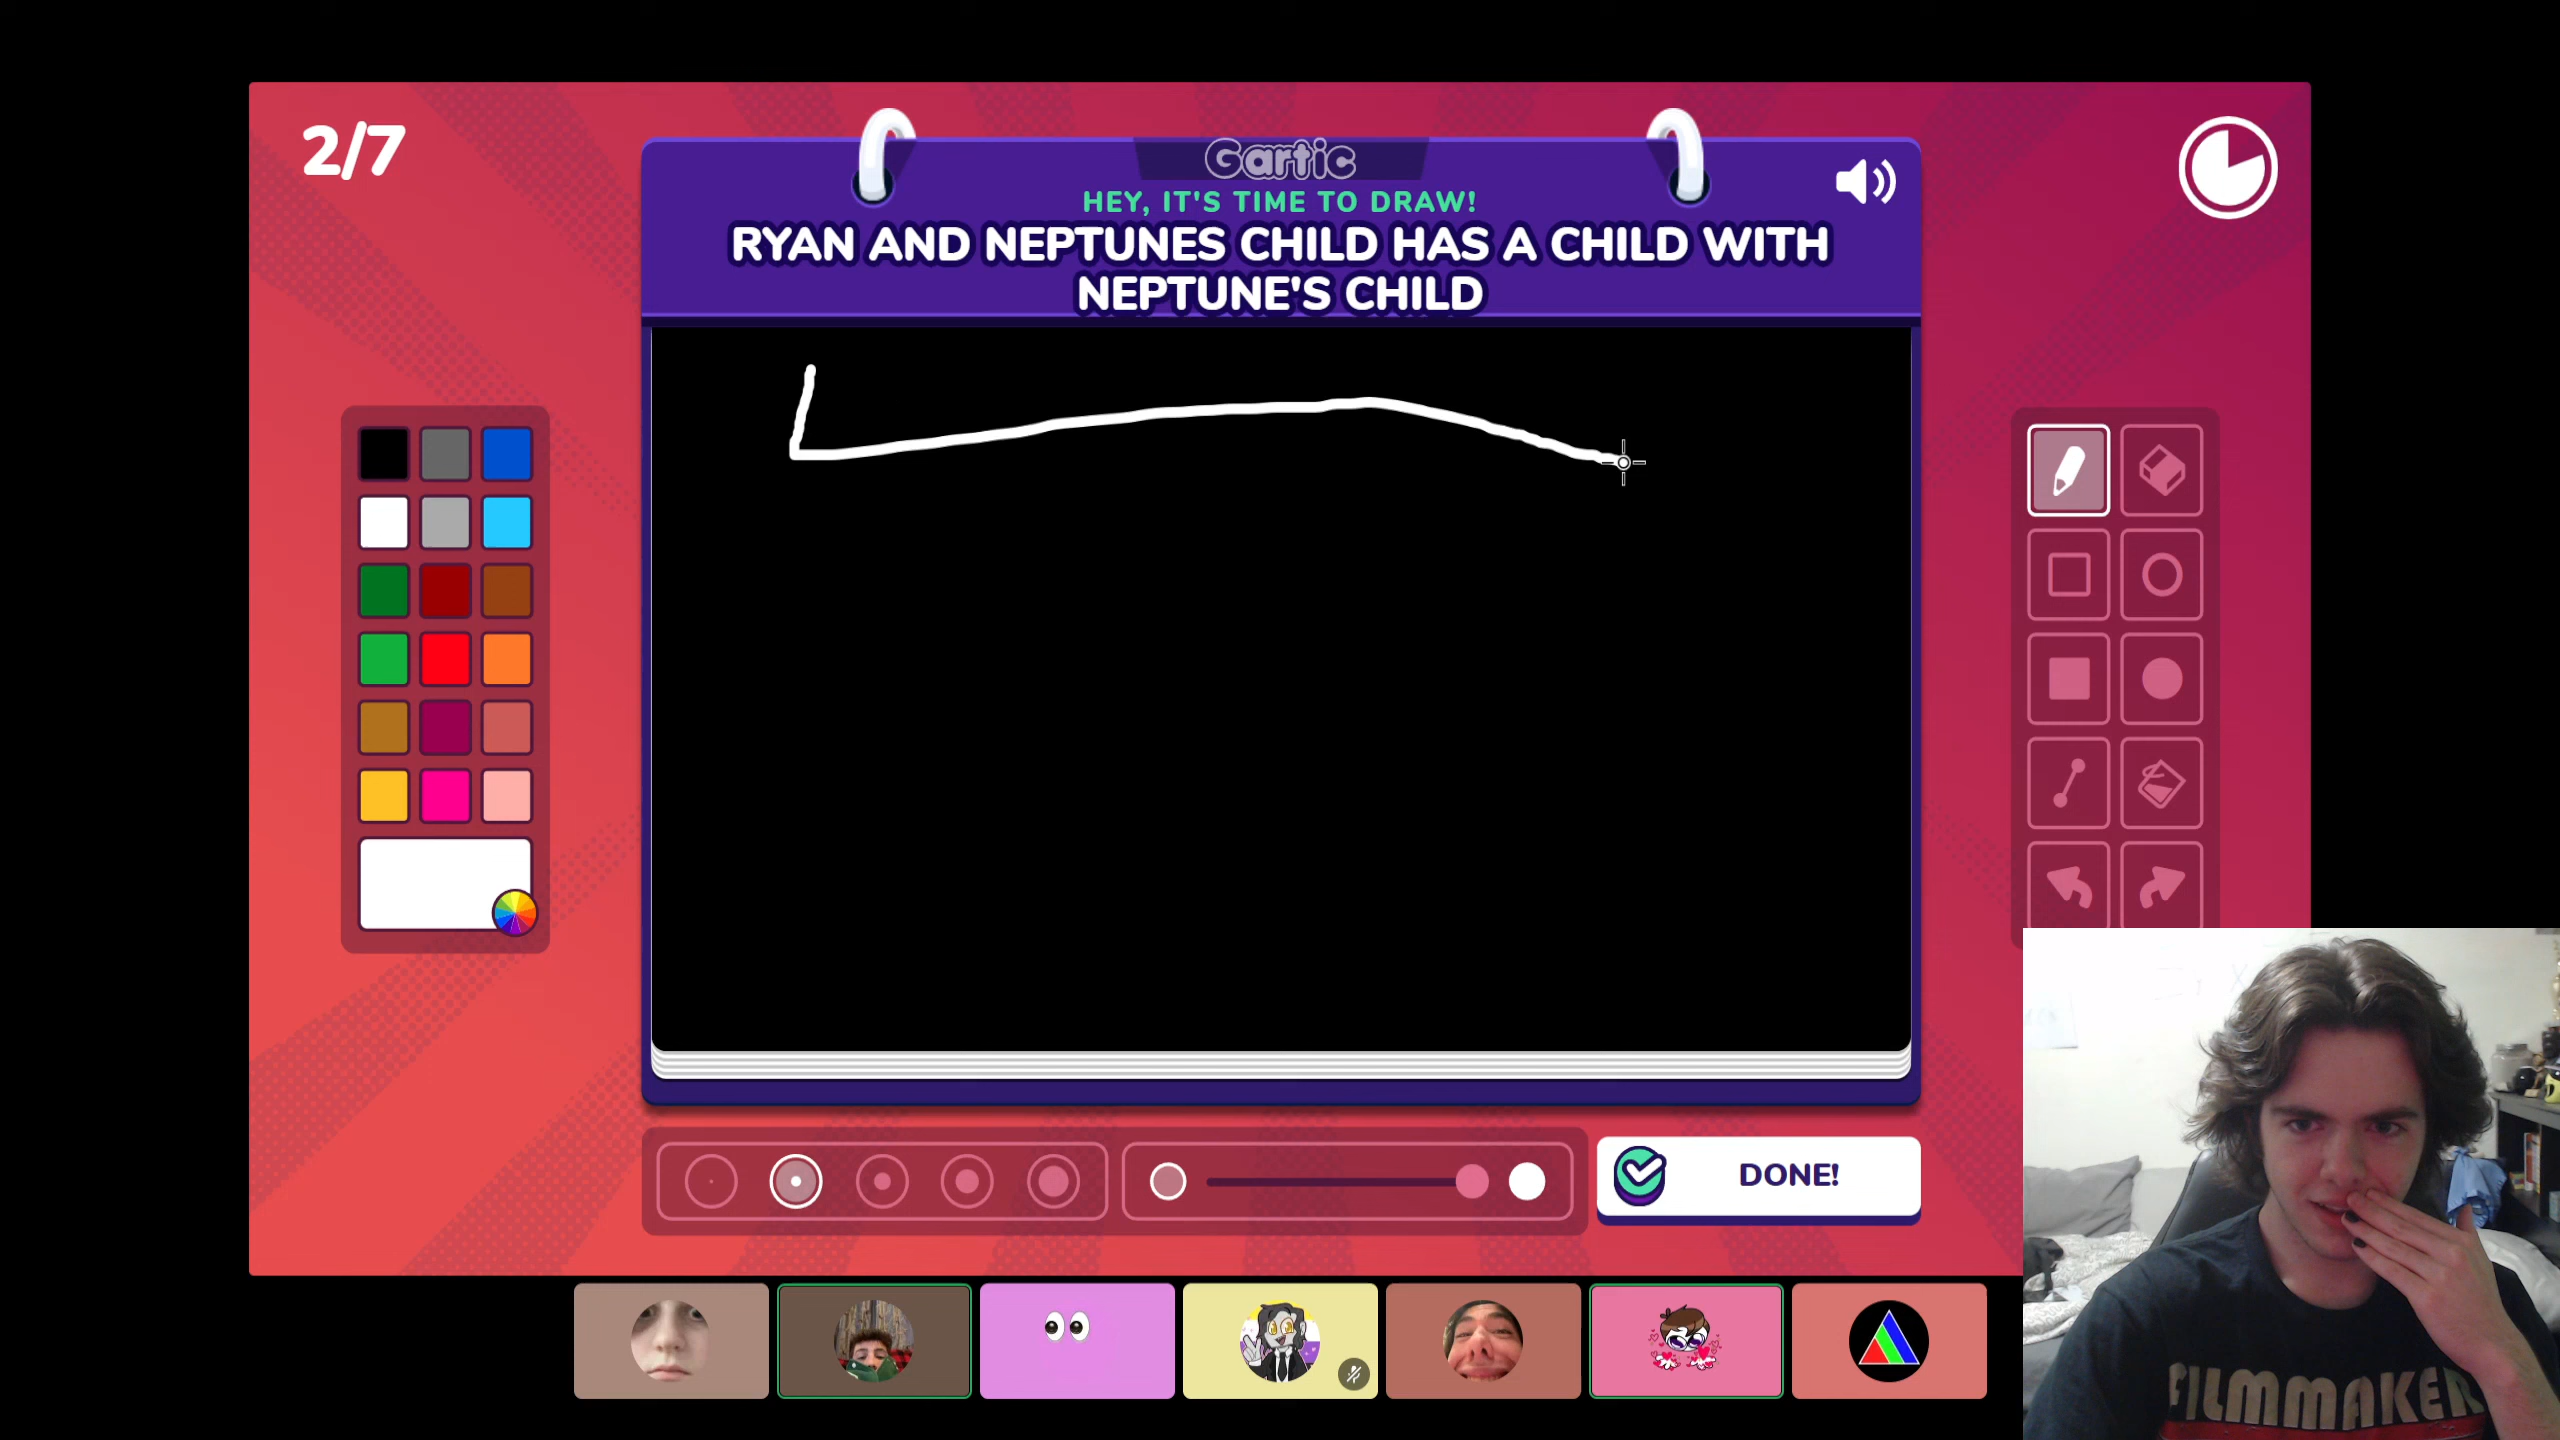 2/7
Gartic
HEY, IT'S TIME TO DRAW!
RYAN AND NEPTUNES CHILD HAS A CHILD WITH
NEPTUNE'S CHILD
DONE!
FILMMAKER